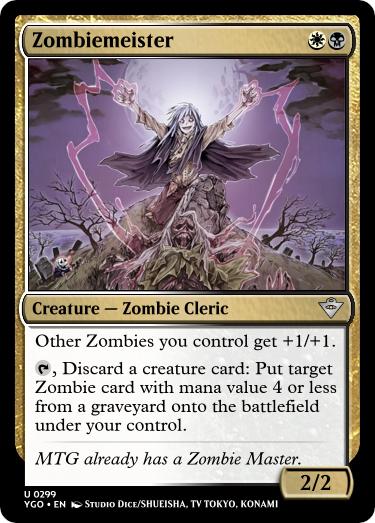 Zombiemeister
Creature — Zombie Cleric
Other Zombies you control get +1/+1.
, Discard a creature card: Put target
Zombie card with mana value 4 or less
from a graveyard onto the battlefield
under your control.
MTG already has a Zombie Master.
2/2
U 0299
YGO • EN Studio Dice/SHUEISHA, TV TOKYO, KONAMI